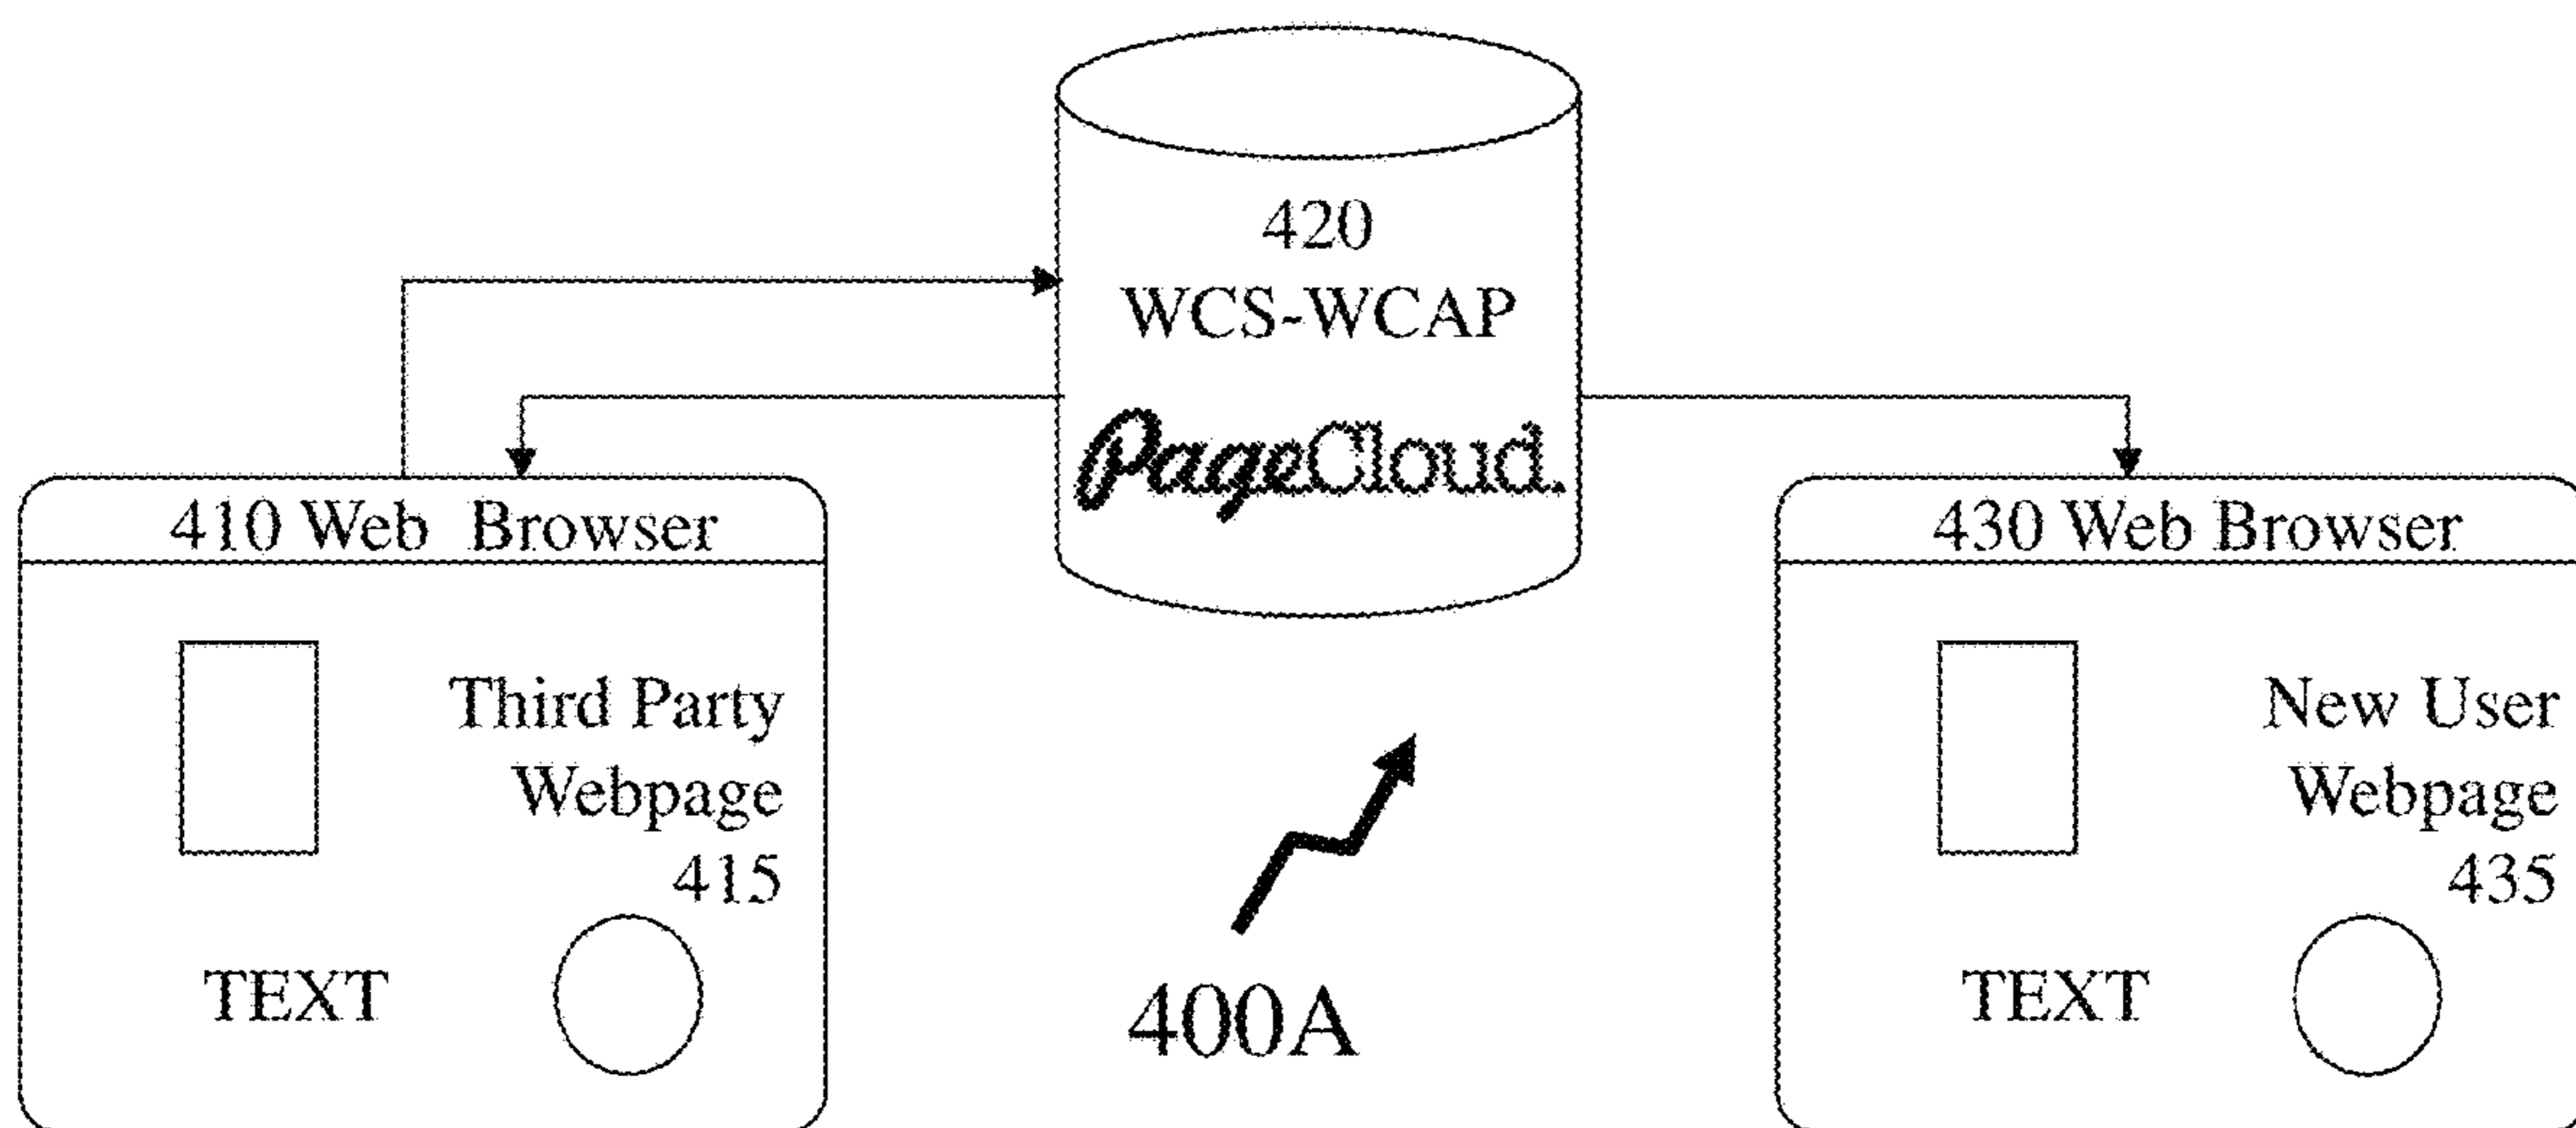 420
WCS-WCAP
PageCloud.
410 Web Browser
Third Party
Webpage
415
TEXT
430 Web Browser
New User
Webpage
435
TEXT
400A